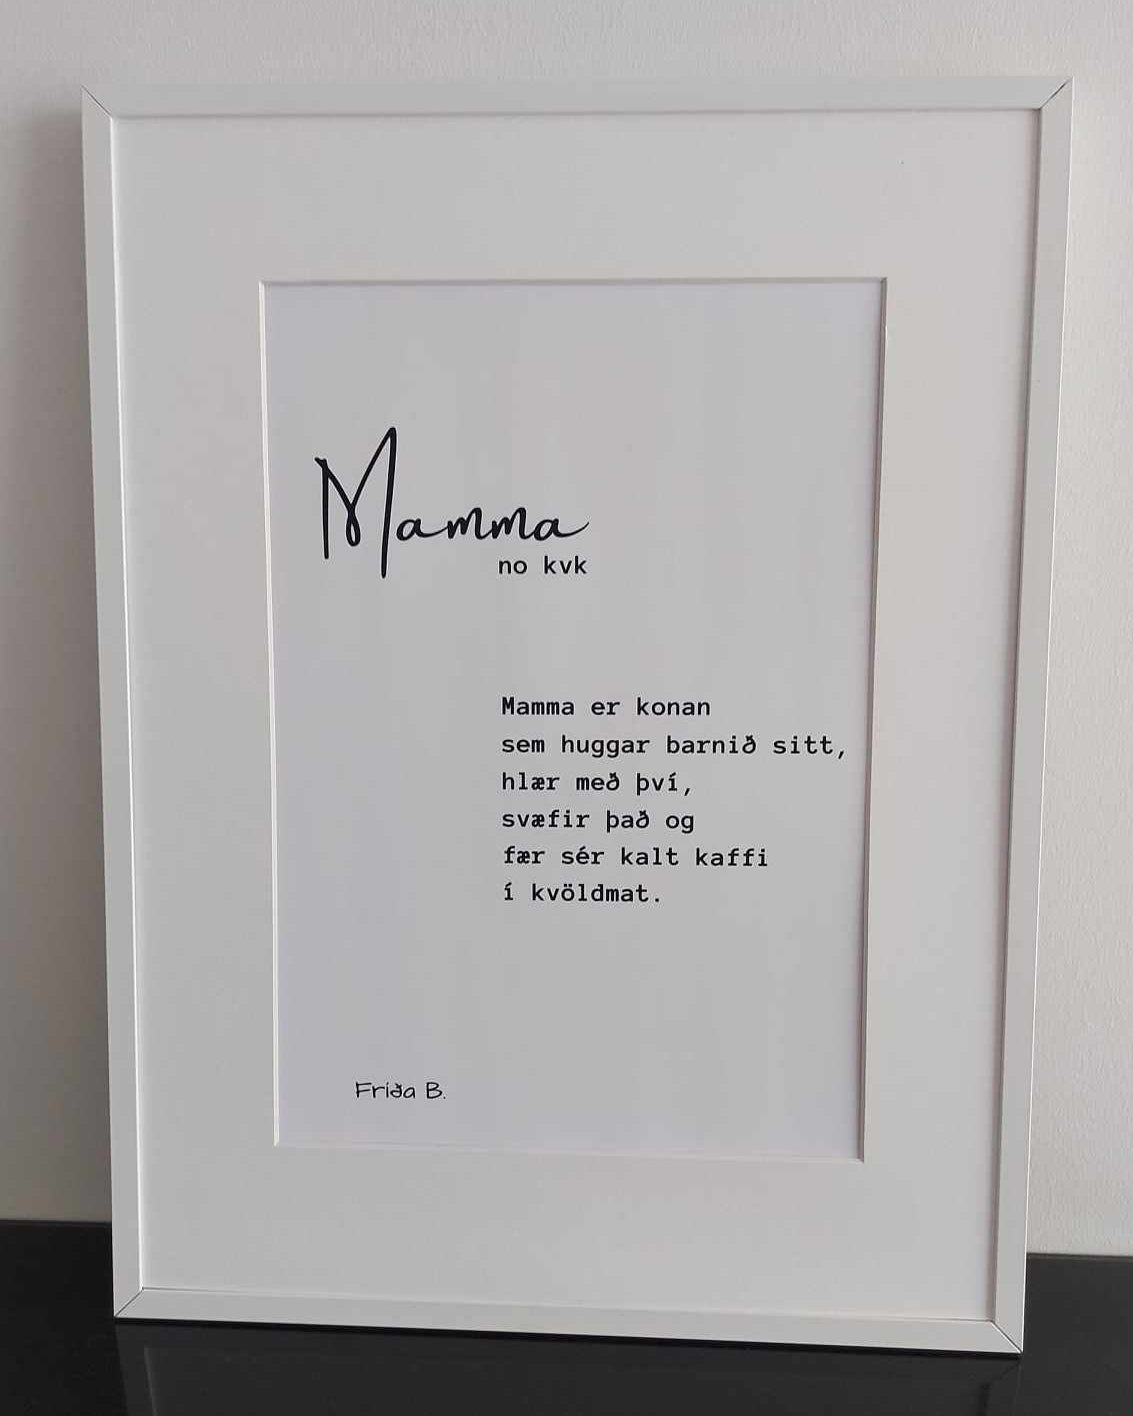 Mamma
no kvk
Mamma er konan
sem huggar barnið sitt,
hlær með því,
svæfir það og
fær sér kalt kaffi
í kvöldmat.
Fríða B.